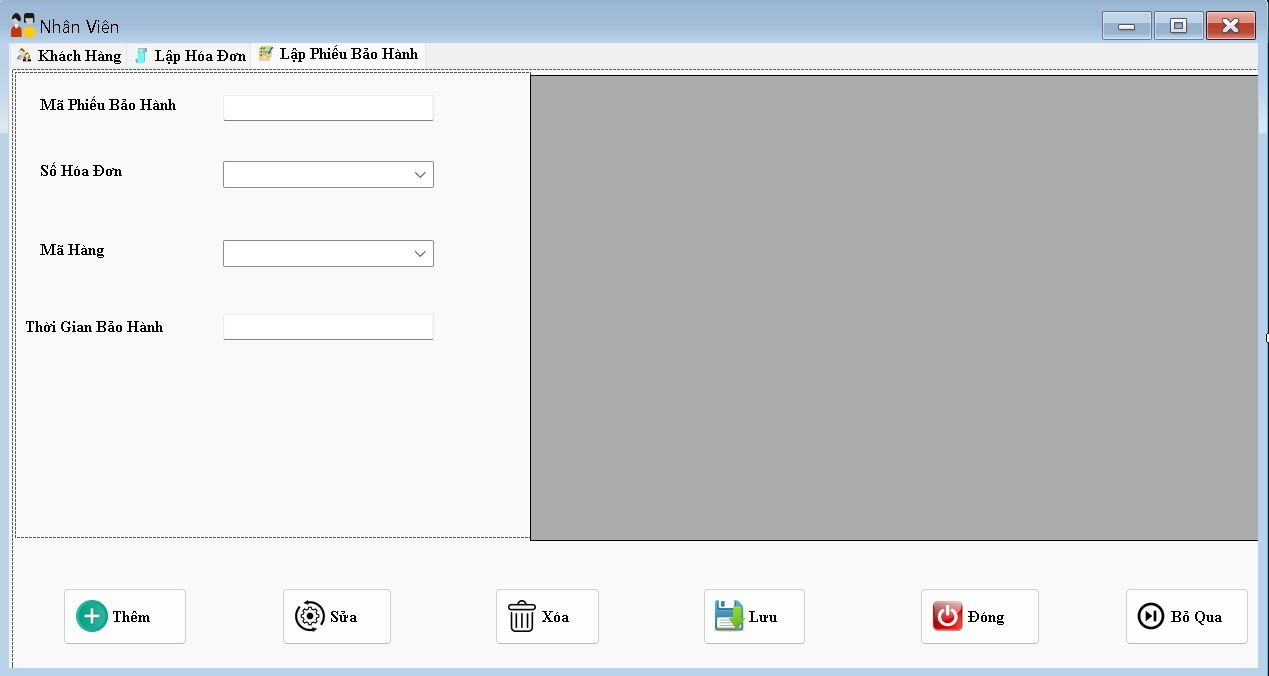 Nhân Viên
Khách Hàng Lập Hóa Đơn Lập Phiếu Bảo Hành
Mã Phiếu Bảo Hành
Số Hóa Đơn
Mã Hàng
Thời Gian Bảo Hành
Thêm Sửa Xóa Lưu Đóng Bỏ Qua